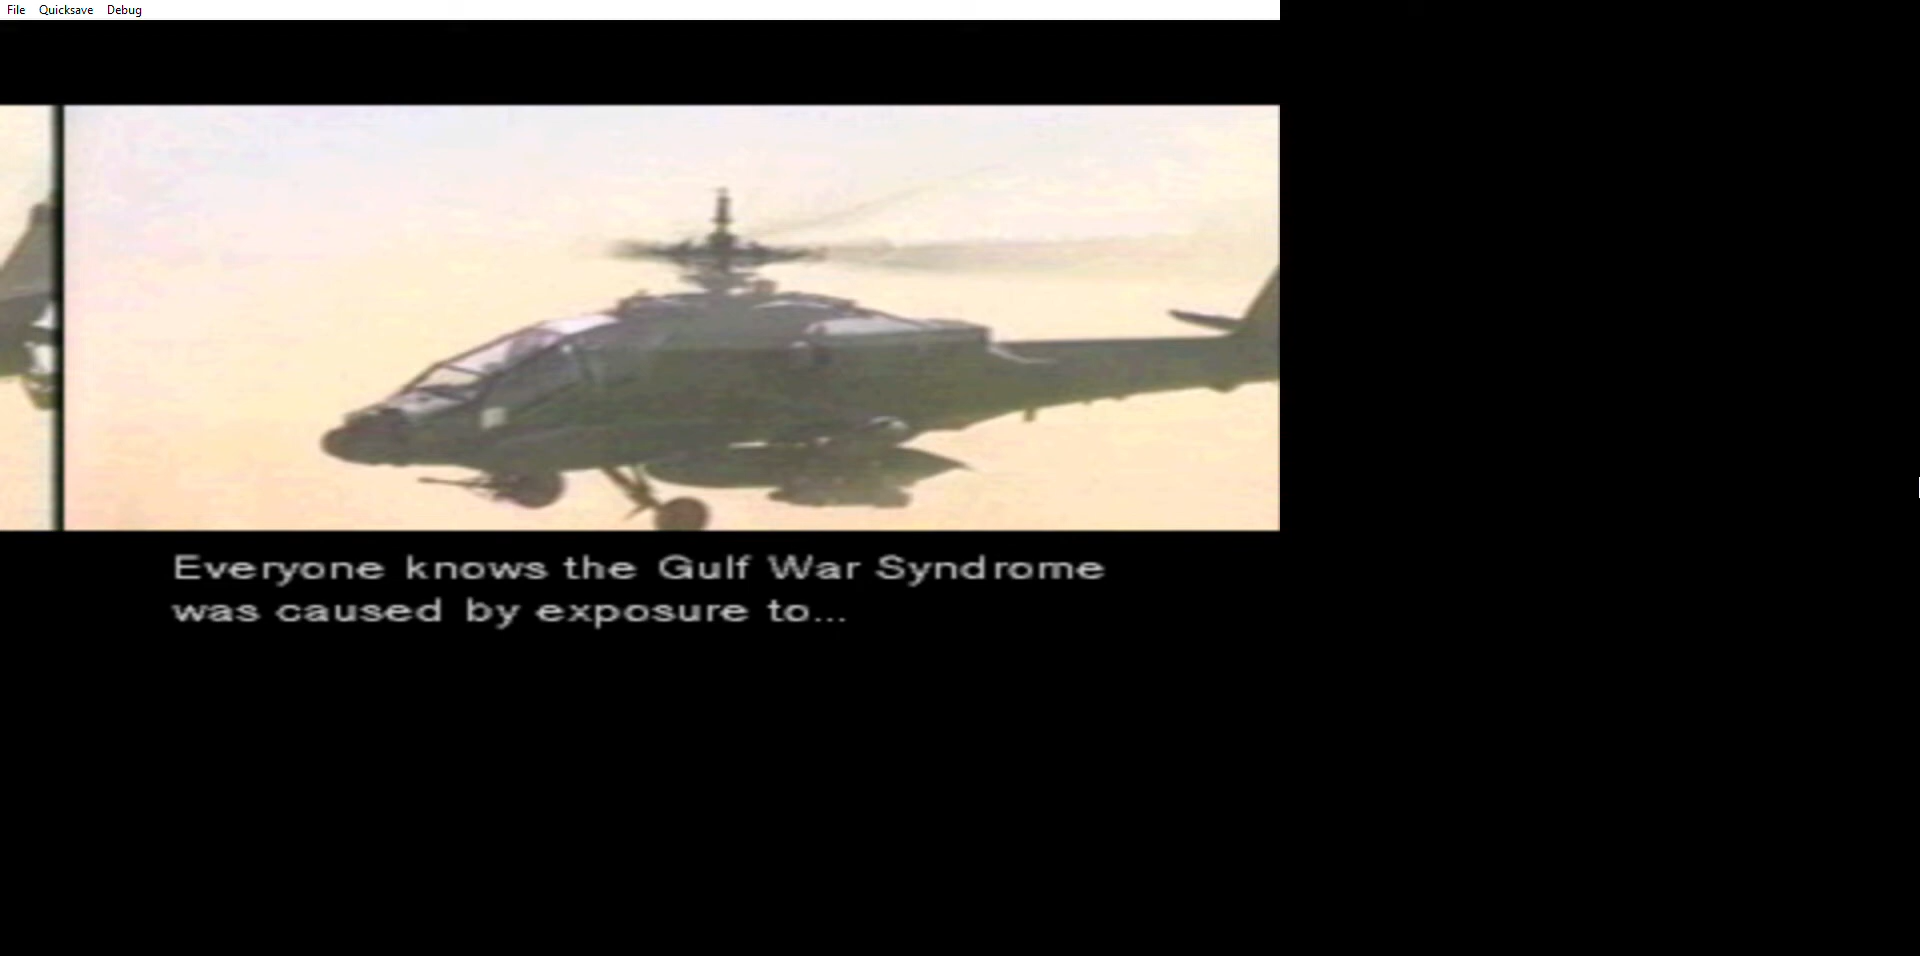 File Quicksave Debug
Everyone knows the Gulf War Syndrome
was caused by exposure to...